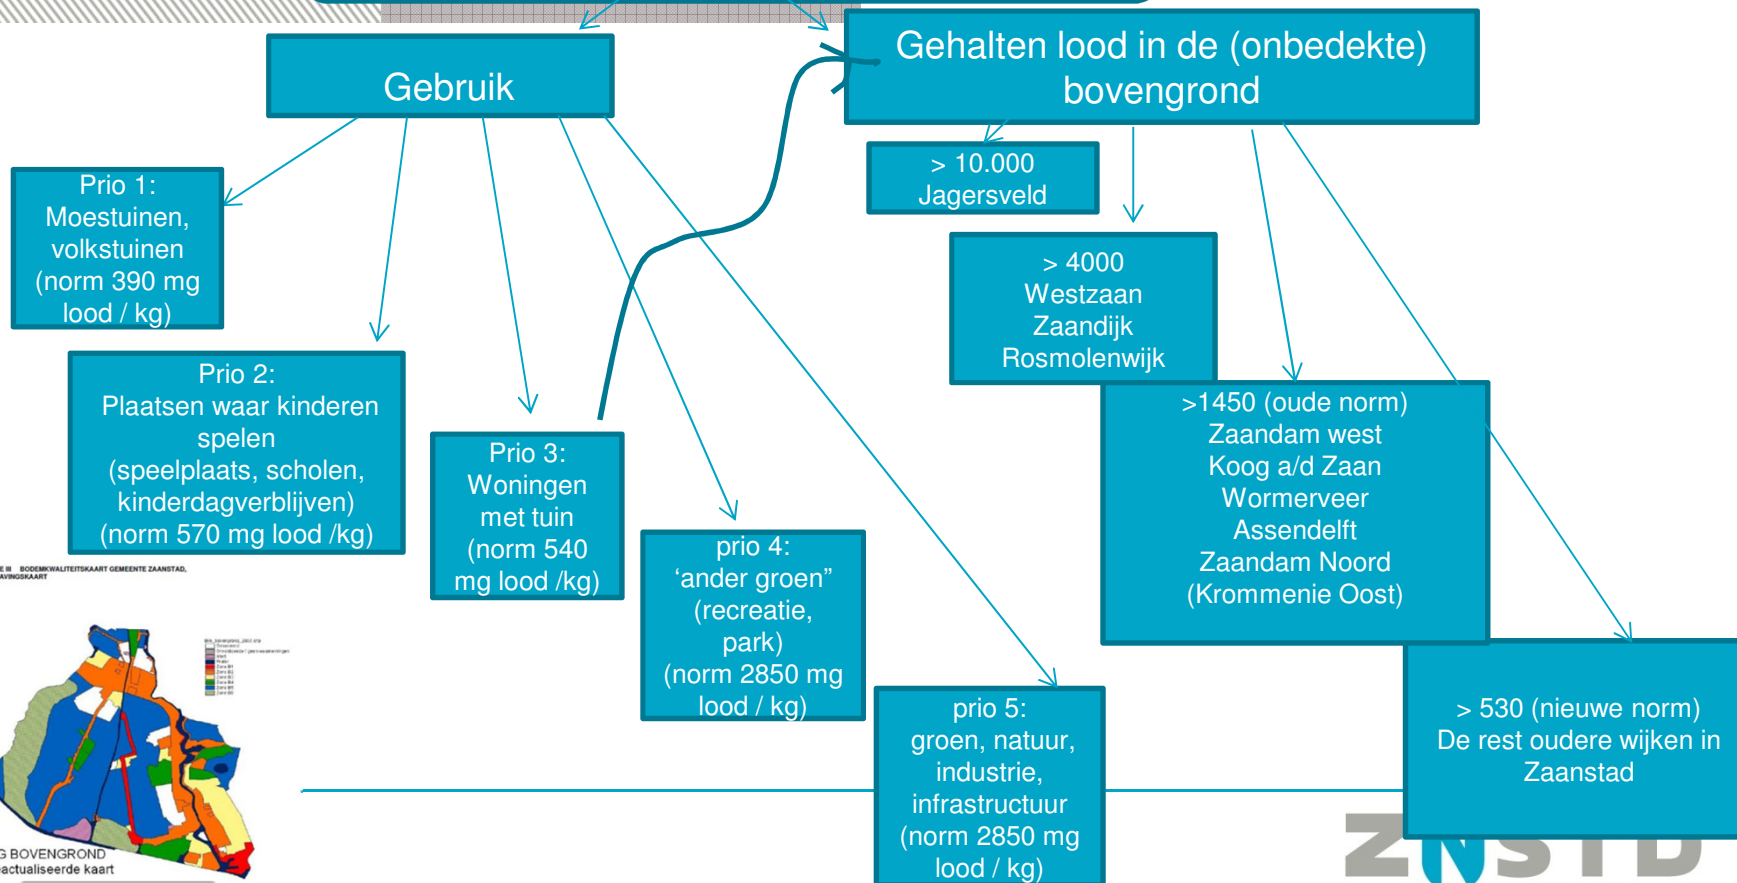 Gebruik
Gehalten lood in de (onbedekte)
bovengrond
Prio 1:
Moestuinen,
volkstuinen
(norm 390 mg
lood / kg)
Prio 2:
Plaatsen waar kinderen
spelen
(speelplaats, scholen,
kinderdagverblijven)
(norm 570 mg lood /kg)
Prio 3:
Woningen
met tuin
(norm 540
mg lood /kg)
prio 4:
‘ander groen”
(recreatie,
park)
(norm 2850 mg
lood / kg)
prio 5:
groen, natuur,
industrie,
infrastructuur
(norm 2850 mg
lood / kg)
> 10.000
Jagersveld
> 4000
Westzaan
Zaandijk
Rosmolenwijk
>1450 (oude norm)
Zaandam west
Koog a/d Zaan
Wormerveer
Assendelft
Zaandam Noord
(Krommenie Oost)
> 530 (nieuwe norm)
De rest oudere wijken in
Zaanstad
E III BODEMKWALITEITSKAART GEMEENTE ZAANSTAD,
AVINGSKAART
G BOVENGROND
eactualiseerde kaart
ZNSTD